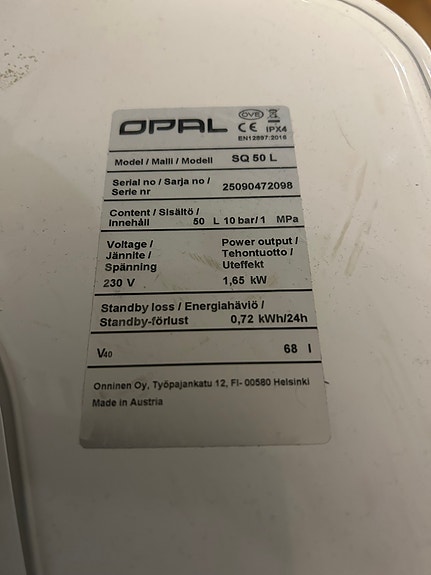 OPAL
OVE
CE IPX4
EN12897:2016
Model / Malli / Modell SQ 50 L
Serial no / Sarja no /
Serie nr
25090472098
Content / Sisältö /
Innehåll 50 L 10 bar/1 MPa
Voltage /
Jännite /
Spänning
Power output /
Tehontuotto /
Uteffekt
230 V 1,65 kW
Standby loss / Energiahäviö /
Standby-förlust 0,72 kWh/24h
V40 68 l
Onninen Oy, Työpajankatu 12, FI- 00580 Helsinki
Made in Austria